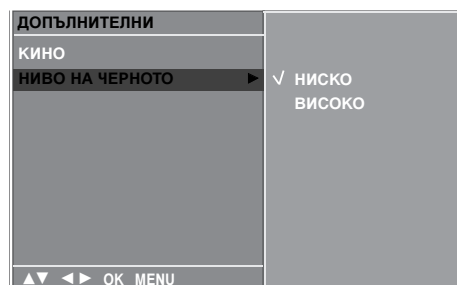 ДОПЪЛНИТЕЛНИ
КИНО
НИВО НА ЧЕРНОТО ► √ НИСКО
ВИСОКО
▲▼ ◄► OK MENU